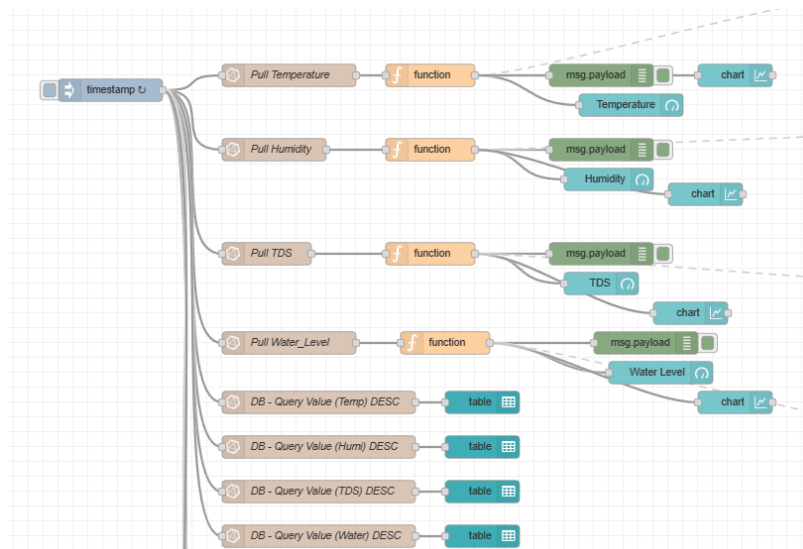 Pull Temperature
function
msg.payload
chart
timestamp ↻
Temperature
Pull Humidity
function
msg.payload
Humidity
chart
Pull TDS
function
msg.payload
TDS
chart
Pull Water_Level
function
msg.payload
Water Level
DB - Query Value (Temp) DESC
table
chart
DB - Query Value (Humi) DESC
table
DB - Query Value (TDS) DESC
table
DB - Query Value (Water) DESC
table